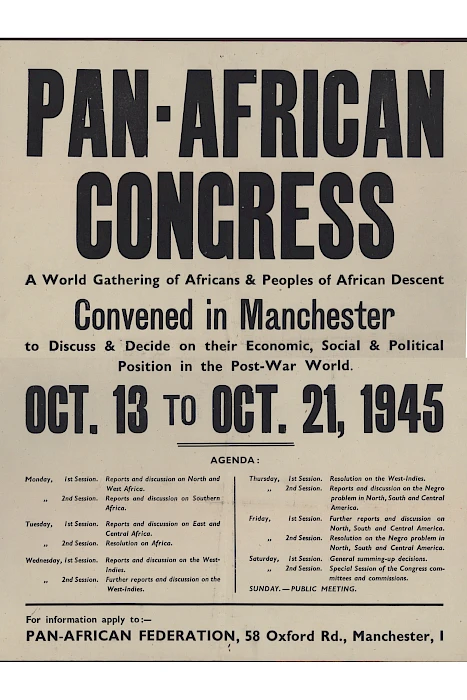 PAN-AFRICAN
CONGRESS
A World Gathering of Africans & Peoples of African Descent
Convened in Manchester
to Discuss & Decide on their Economic, Social & Political
Position in the Post-War World.
OCT. 13 TO OCT. 21, 1945
AGENDA:
Monday, 1st Session. Reports and discussion on North and
West Africa.
„ 2nd Session. Reports and discussion on Southern
Africa.
Tuesday, 1st Session. Reports and discussion on East and
Central Africa.
„ 2nd Session. Resolution on Africa.
Wednesday, 1st Session. Reports and discussion on the West-
Indies.
„ 2nd Session. Further reports and discussion on the
West-Indies.
Thursday, 1st Session. Resolution on the West-Indies.
„ 2nd Session. Reports and discussion on the Negro
problem in North, South and Central
America.
Friday, 1st Session. Further reports and discussion on
North, South and Central America.
„ 2nd Session. Resolution on the Negro problem in
North, South and Central America.
Saturday, 1st Session. General summing-up decisions.
„ 2nd Session. Special Session of the Congress com-
mittees and commissions.
SUNDAY.—PUBLIC MEETING.
For information apply to:—
PAN-AFRICAN FEDERATION, 58 Oxford Rd., Manchester, 1